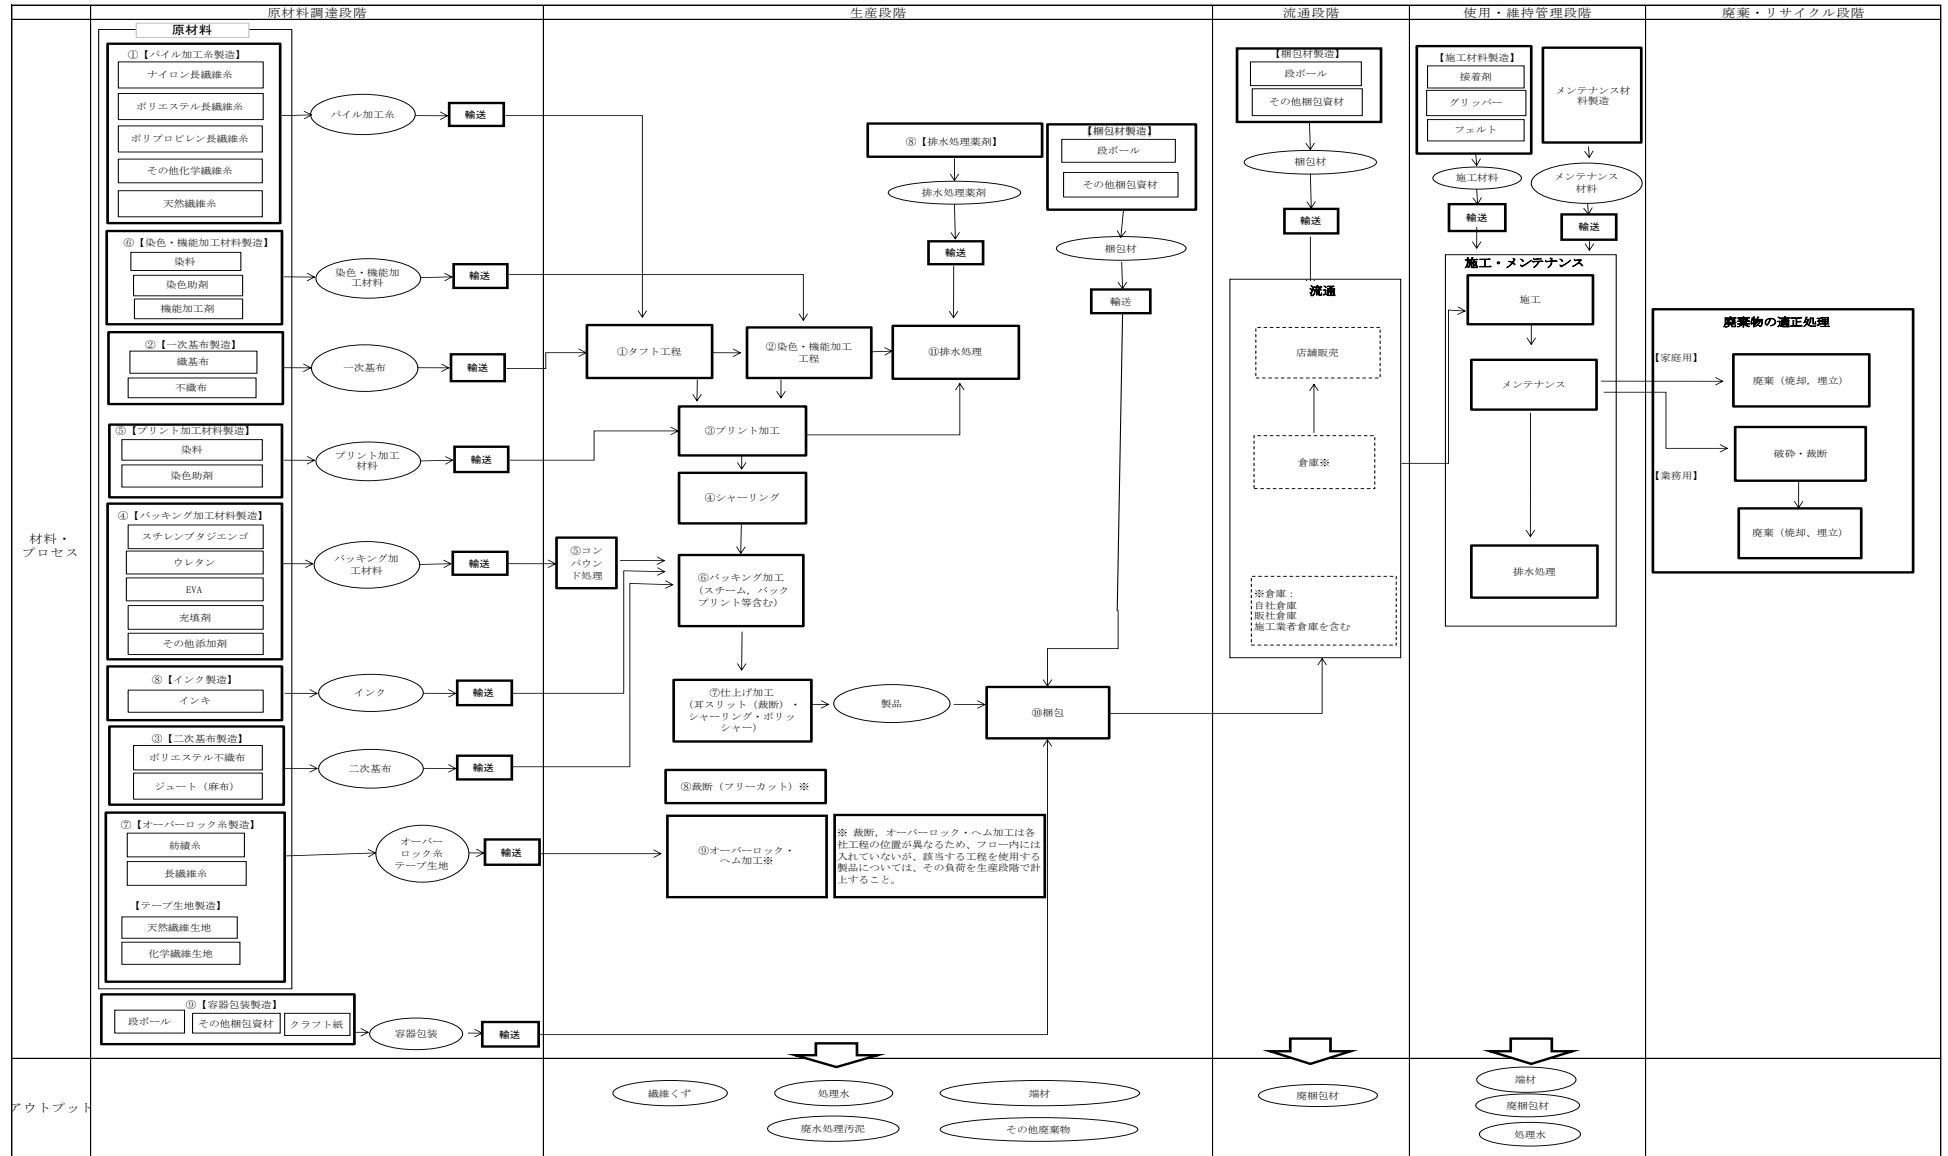 原材料調達段階
生産段階
流通段階
使用・維持管理段階
廃棄・リサイクル段階
材料・
プロセス
原材料
①【パイル加工糸製造】
ナイロン長繊維糸
ポリエステル長繊維糸
ポリプロピレン長繊維糸
その他化学繊維糸
天然繊維糸
パイル加工糸
輸送
⑥【染色・機能加工材料製造】
染料
染色助剤
機能加工剤
染色・機能加
工材料
輸送
②【一次基布製造】
織基布
不織布
一次基布
輸送
⑤【プリント加工材料製造】
染料
染色助剤
プリント加工
材料
輸送
④【バッキング加工材料製造】
スチレンブタジエンゴ
ウレタン
EVA
充填剤
その他添加剤
バッキング加
工材料
輸送
⑧【インク製造】
インキ
インク
輸送
③【二次基布製造】
ポリエステル不織布
ジュート（麻布）
二次基布
輸送
⑦【オーバーロック糸製造】
紡績糸
長繊維糸
【テープ生地製造】
天然繊維生地
化学繊維生地
オーバー
ロック糸
テープ生地
輸送
⑨【容器包装製造】
段ボール
その他梱包資材
クラフト紙
容器包装
輸送
⑧【排水処理薬剤】
排水処理薬剤
輸送
【梱包材製造】
段ボール
その他梱包資材
梱包材
輸送
①タフト工程
②染色・機能加工
工程
⑪排水処理
③プリント加工
④シャーリング
⑤コン
パウン
ド処理
⑥バッキング加工
（スチーム，バック
プリント等含む）
⑦仕上げ加工
（耳スリット（裁断）・
シャーリング・ポリッ
シャー）
製品
⑩梱包
⑧裁断（フリーカット）※
⑨オーバーロック・
ヘム加工※
※ 裁断，オーバーロック・ヘム加工は各
社工程の位置が異なるため、フロー内には
入れていないが、該当する工程を使用する
製品については、その負荷を生産段階で計
上すること。
【梱包材製造】
段ボール
その他梱包資材
梱包材
輸送
流通
店舗販売
倉庫※
※倉庫：
自社倉庫
販社倉庫
施工業者倉庫を含む
【施工材料製造】
接着剤
グリッパー
フェルト
施工材料
輸送
メンテナンス材
料製造
メンテナンス
材料
輸送
施工・メンテナンス
施工
メンテナンス
排水処理
廃棄物の適正処理
【家庭用】
廃棄（焼却，埋立）
破砕・裁断
【業務用】
廃棄（焼却、埋立）
アウトプット
繊維くず
処理水
端材
廃水処理汚泥
その他廃棄物
廃梱包材
端材
廃梱包材
処理水